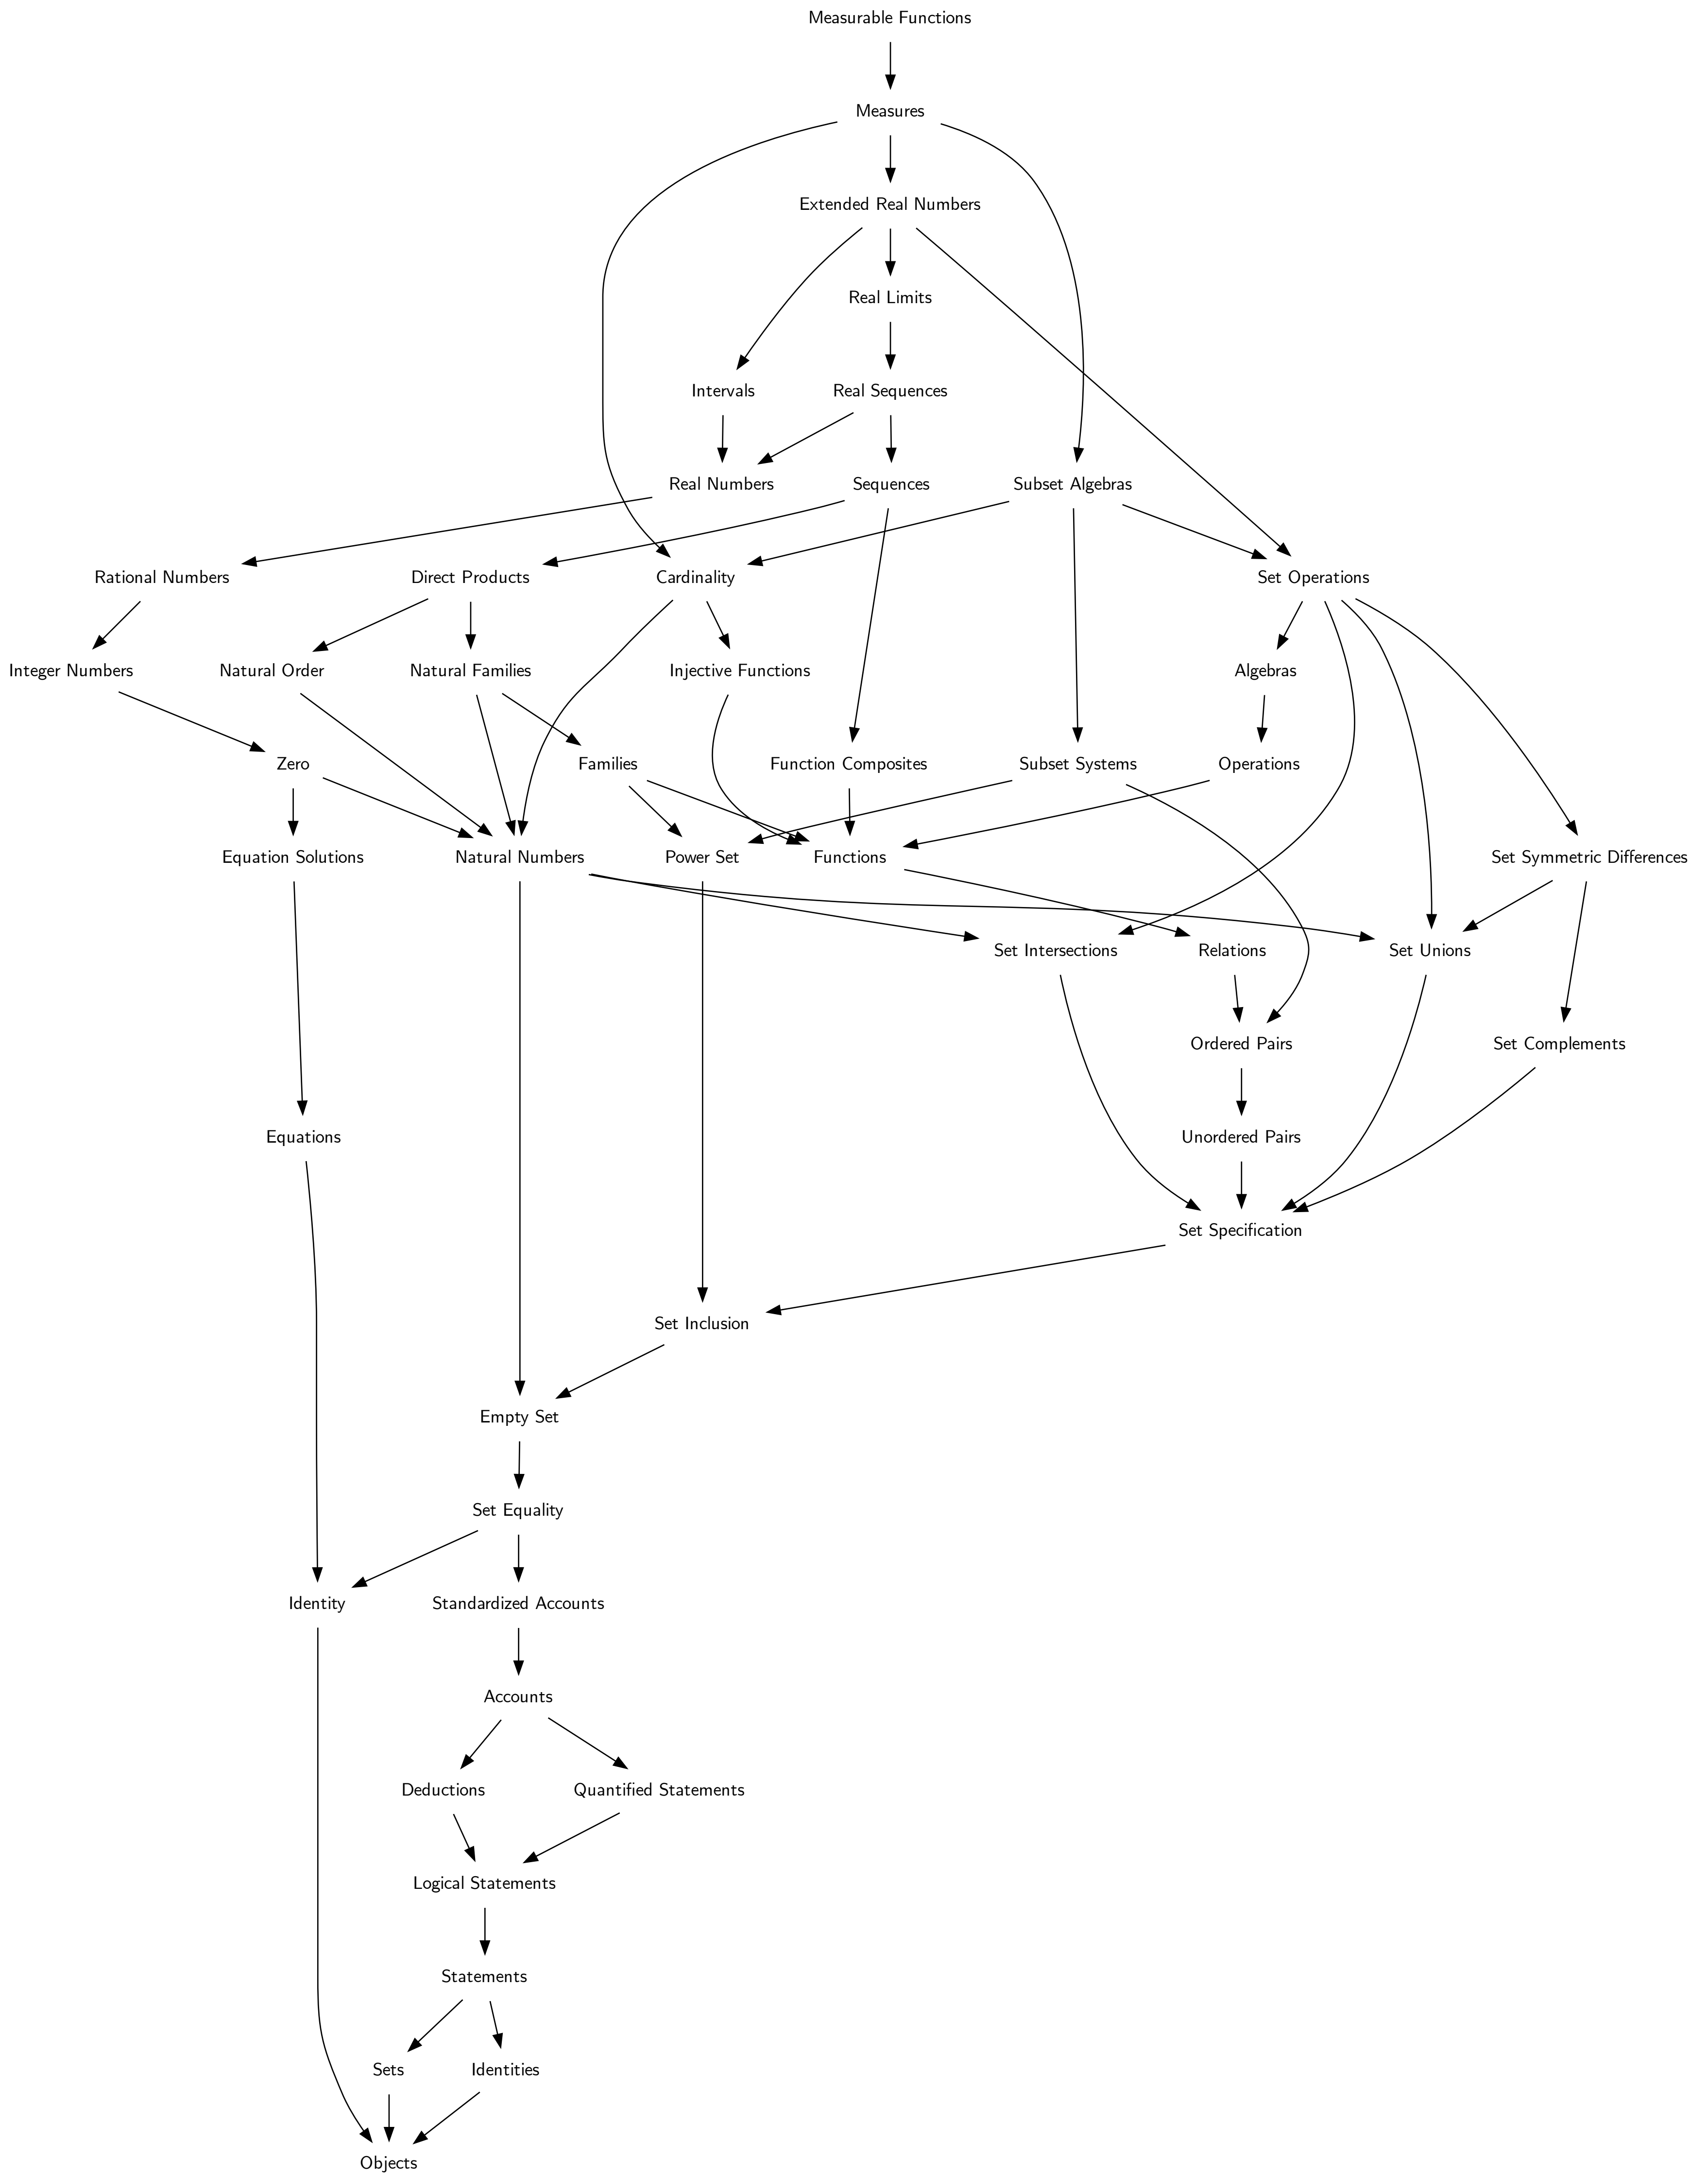 Measurable Functions
Measures
Extended Real Numbers
Real Limits
Intervals
Real Sequences
Real Numbers
Sequences
Subset Algebras
Rational Numbers
Direct Products
Cardinality
Set Operations
Integer Numbers
Natural Order
Natural Families
Injective Functions
Algebras
Zero
Families
Function Composites
Subset Systems
Operations
Equation Solutions
Natural Numbers
Power Set
Functions
Set Symmetric Differences
Set Intersections
Relations
Set Unions
Ordered Pairs
Set Complements
Equations
Unordered Pairs
Set Specification
Set Inclusion
Empty Set
Set Equality
Identity
Standardized Accounts
Accounts
Deductions
Quantified Statements
Logical Statements
Statements
Sets
Identities
Objects